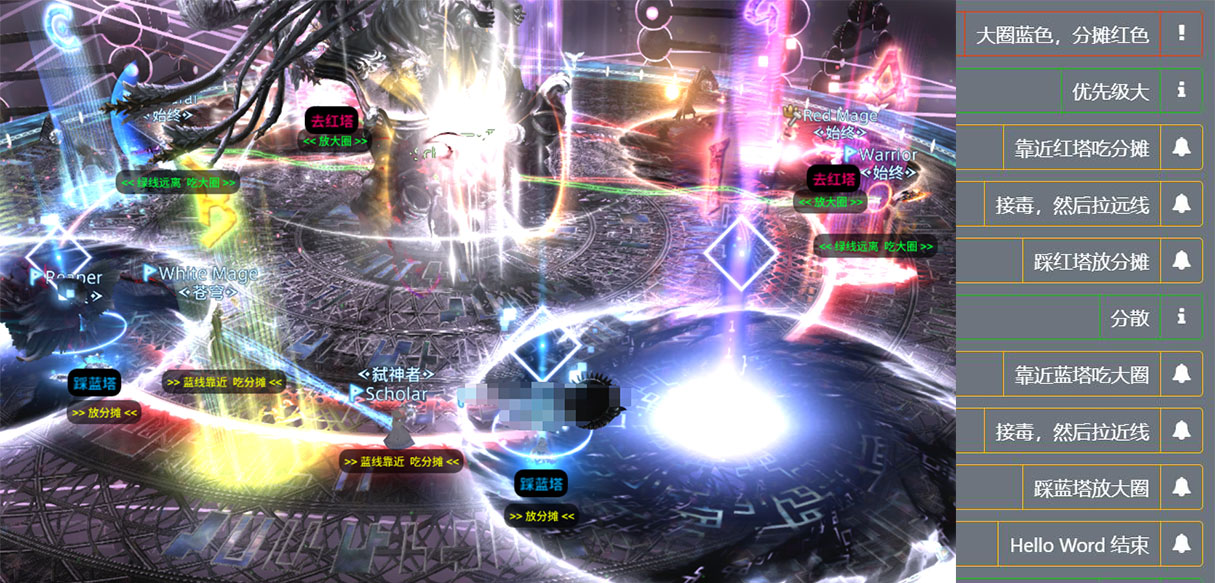 去红塔
<< 放大圈 >>
<始终>
<< 绿线远离 吃大圈 >>
Red Mage
<始终>
Warrior
<始终>
去红塔
<< 放大圈 >>
<< 绿线远离 吃大圈 >>
Reaper
White Mage
<苍穹>
踩蓝塔
>> 放分摊 <<
>> 蓝线靠近 吃分摊 <<
<弑神者>
Scholar
>> 蓝线靠近 吃分摊 <<
踩蓝塔
>> 放分摊 <<
大圈蓝色，分摊红色
优先级大
靠近红塔吃分摊
接毒，然后拉远线
踩红塔放分摊
分散
靠近蓝塔吃大圈
接毒，然后拉近线
踩蓝塔放大圈
Hello Word 结束